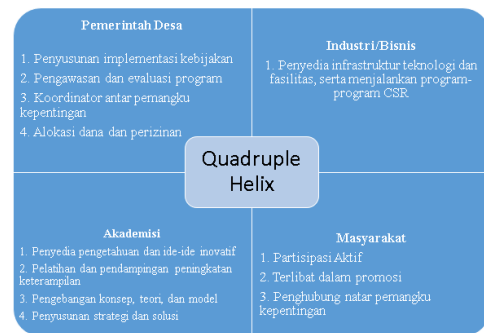 Pemerintah Desa
1. Penyusunan implementasi kebijakan
2. Pengawasan dan evaluasi program
3. Koordinator antar pemangku
kepentingan
4. Alokasi dana dan perizinan
Industri/Bisnis
1. Penyedia infrastruktur teknologi dan
fasilitas, serta menjalankan program-
program CSR
Quadruple
Helix
Akademisi
1. Penyedia pengetahuan dan ide-ide inovatif
2. Pelatihan dan pendampingan peningkatan
keterampilan
3. Pengebangan konsep, teori, dan model
4. Penyusunan strategi dan solusi
Masyarakat
1. Partisipasi Aktif
2. Terlibat dalam promosi
3. Penghubung natar pemangku
kepentingan